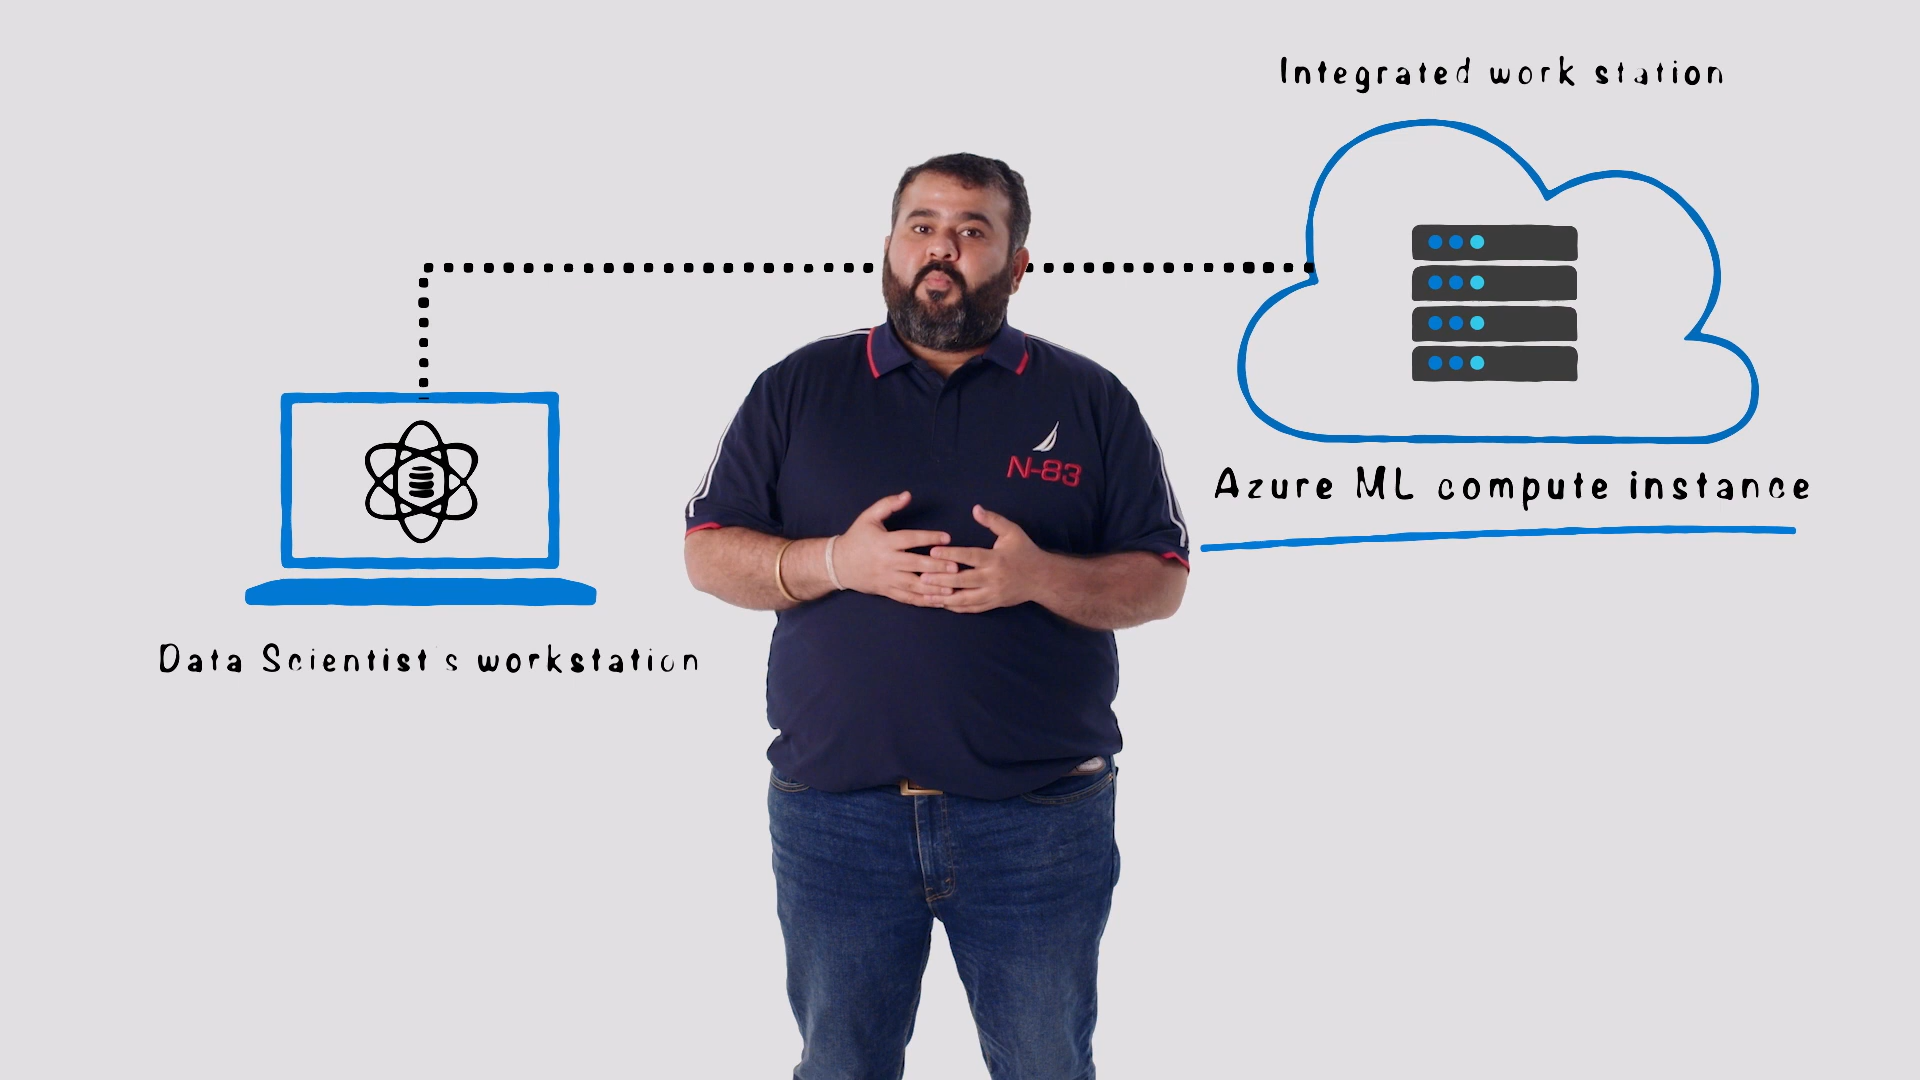 Integrated work station
N-83
Azure ML compute instance
Data Scientist's workstation